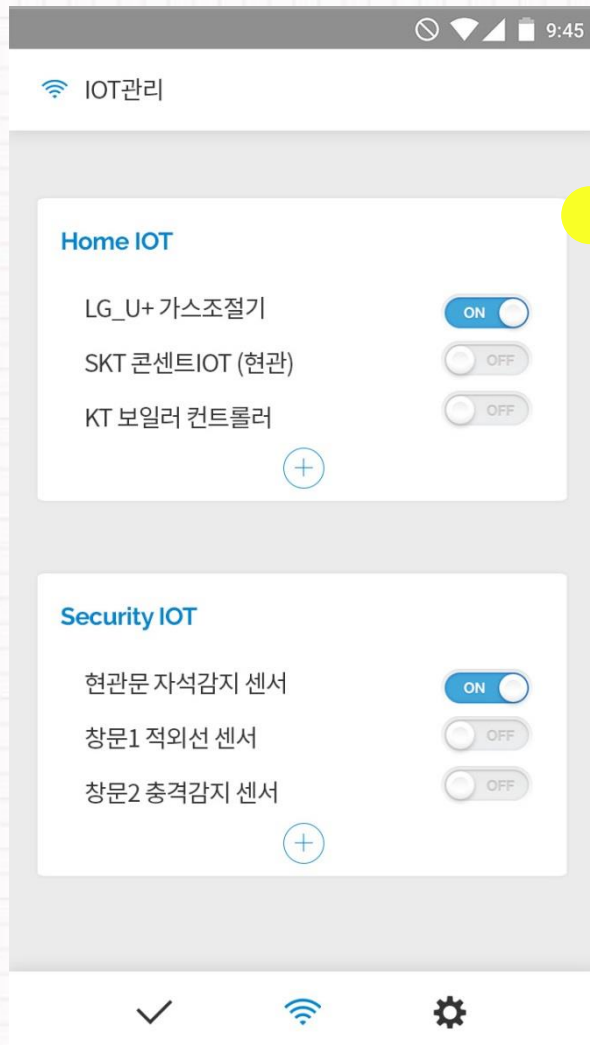 9:45
IOT관리
Home IOT
LG_U+ 가스조절기 ON
SKT 콘센트IOT (현관) OFF
KT 보일러 컨트롤러 OFF
Security IOT
현관문 자석감지 센서 ON
창문1 적외선 센서 OFF
창문2 충격감지 센서 OFF